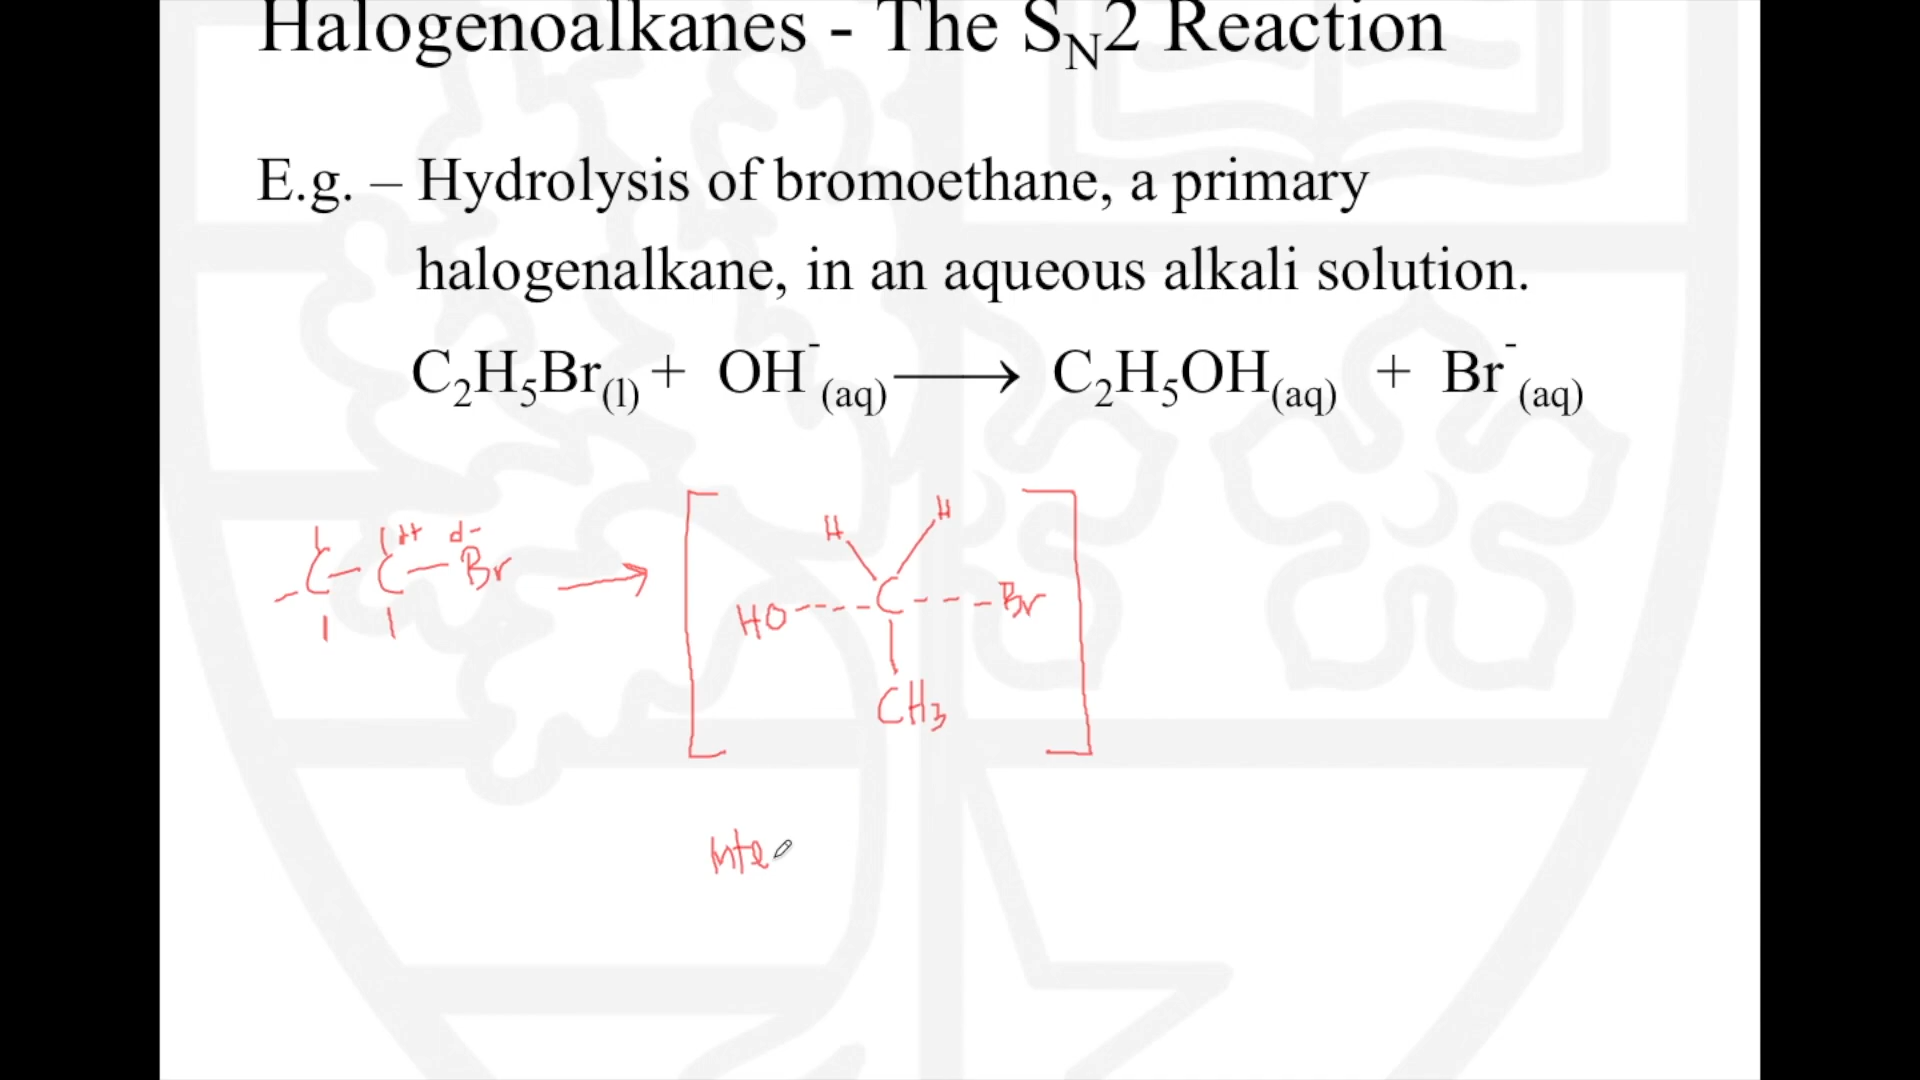 Halogenoalkanes - The SN2 Reaction
E.g. – Hydrolysis of bromoethane, a primary
halogenalkane, in an aqueous alkali solution.
C2H5Br(l) + OH-(aq) ⟶ C2H5OH(aq) + Br-(aq)
d+ d-
C C Br
H H
HO C Br
CH3
Inte